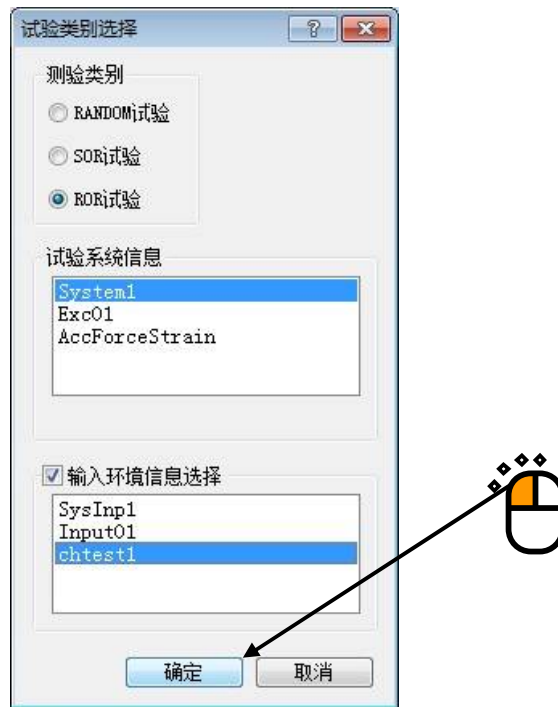 试验类别选择
测验类别
RANDOM试验
SOR试验
ROR试验
试验系统信息
System1
Exc01
AccForceStrain
输入环境信息选择
SysInp1
Input01
chtest1
确定
取消